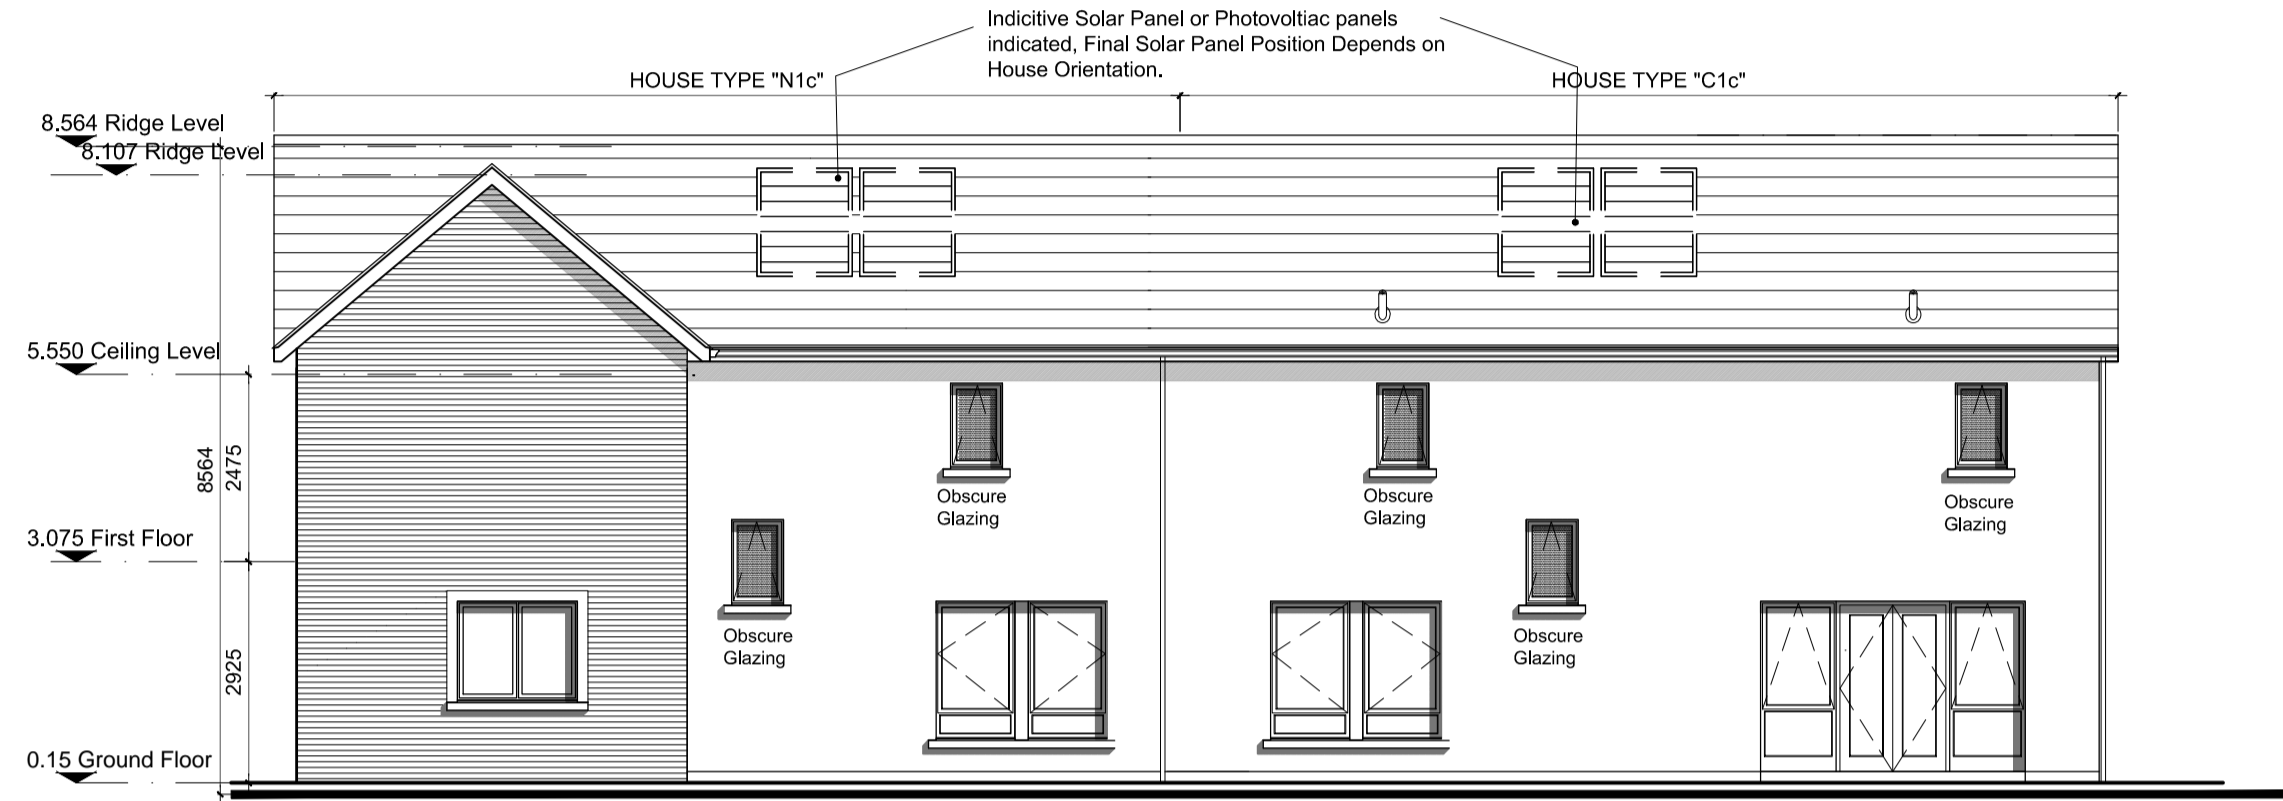 Indicitive Solar Panel or Photovoltiac panels
indicated, Final Solar Panel Position Depends on
House Orientation.
HOUSE TYPE "N1c"
HOUSE TYPE "C1c"
8.564 Ridge Level
8.107 Ridge Level
5.550 Ceiling Level
8564
2475
Obscure
Glazing
Obscure
Glazing
Obscure
Glazing
3.075 First Floor
2925
Obscure
Glazing
Obscure
Glazing
0.15 Ground Floor